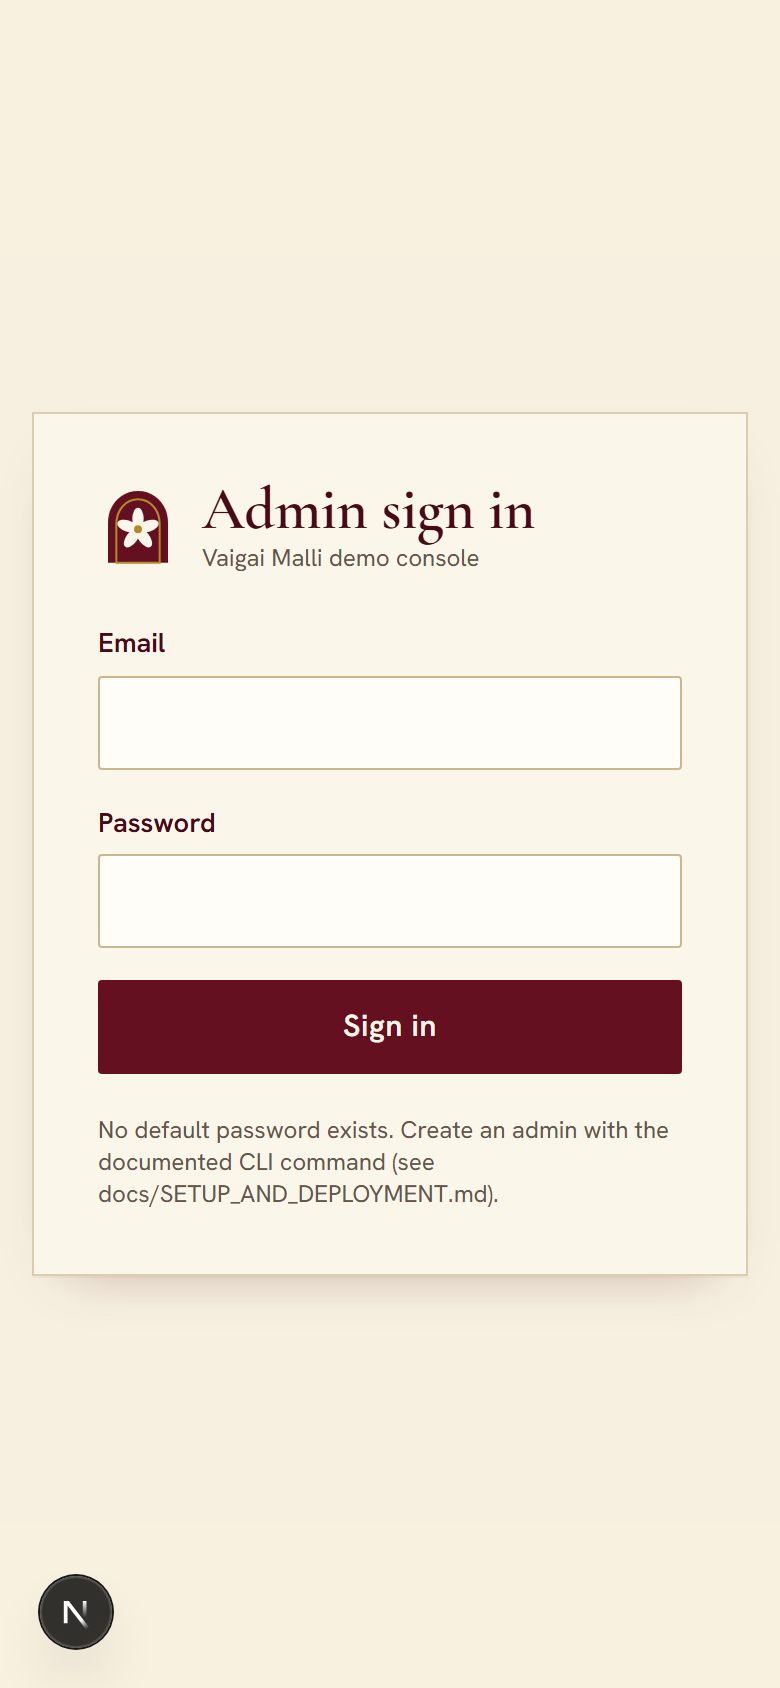 Admin sign in
Vaigai Malli demo console
Email
Password
Sign in
No default password exists. Create an admin with the
documented CLI command (see
docs/SETUP_AND_DEPLOYMENT.md).
N